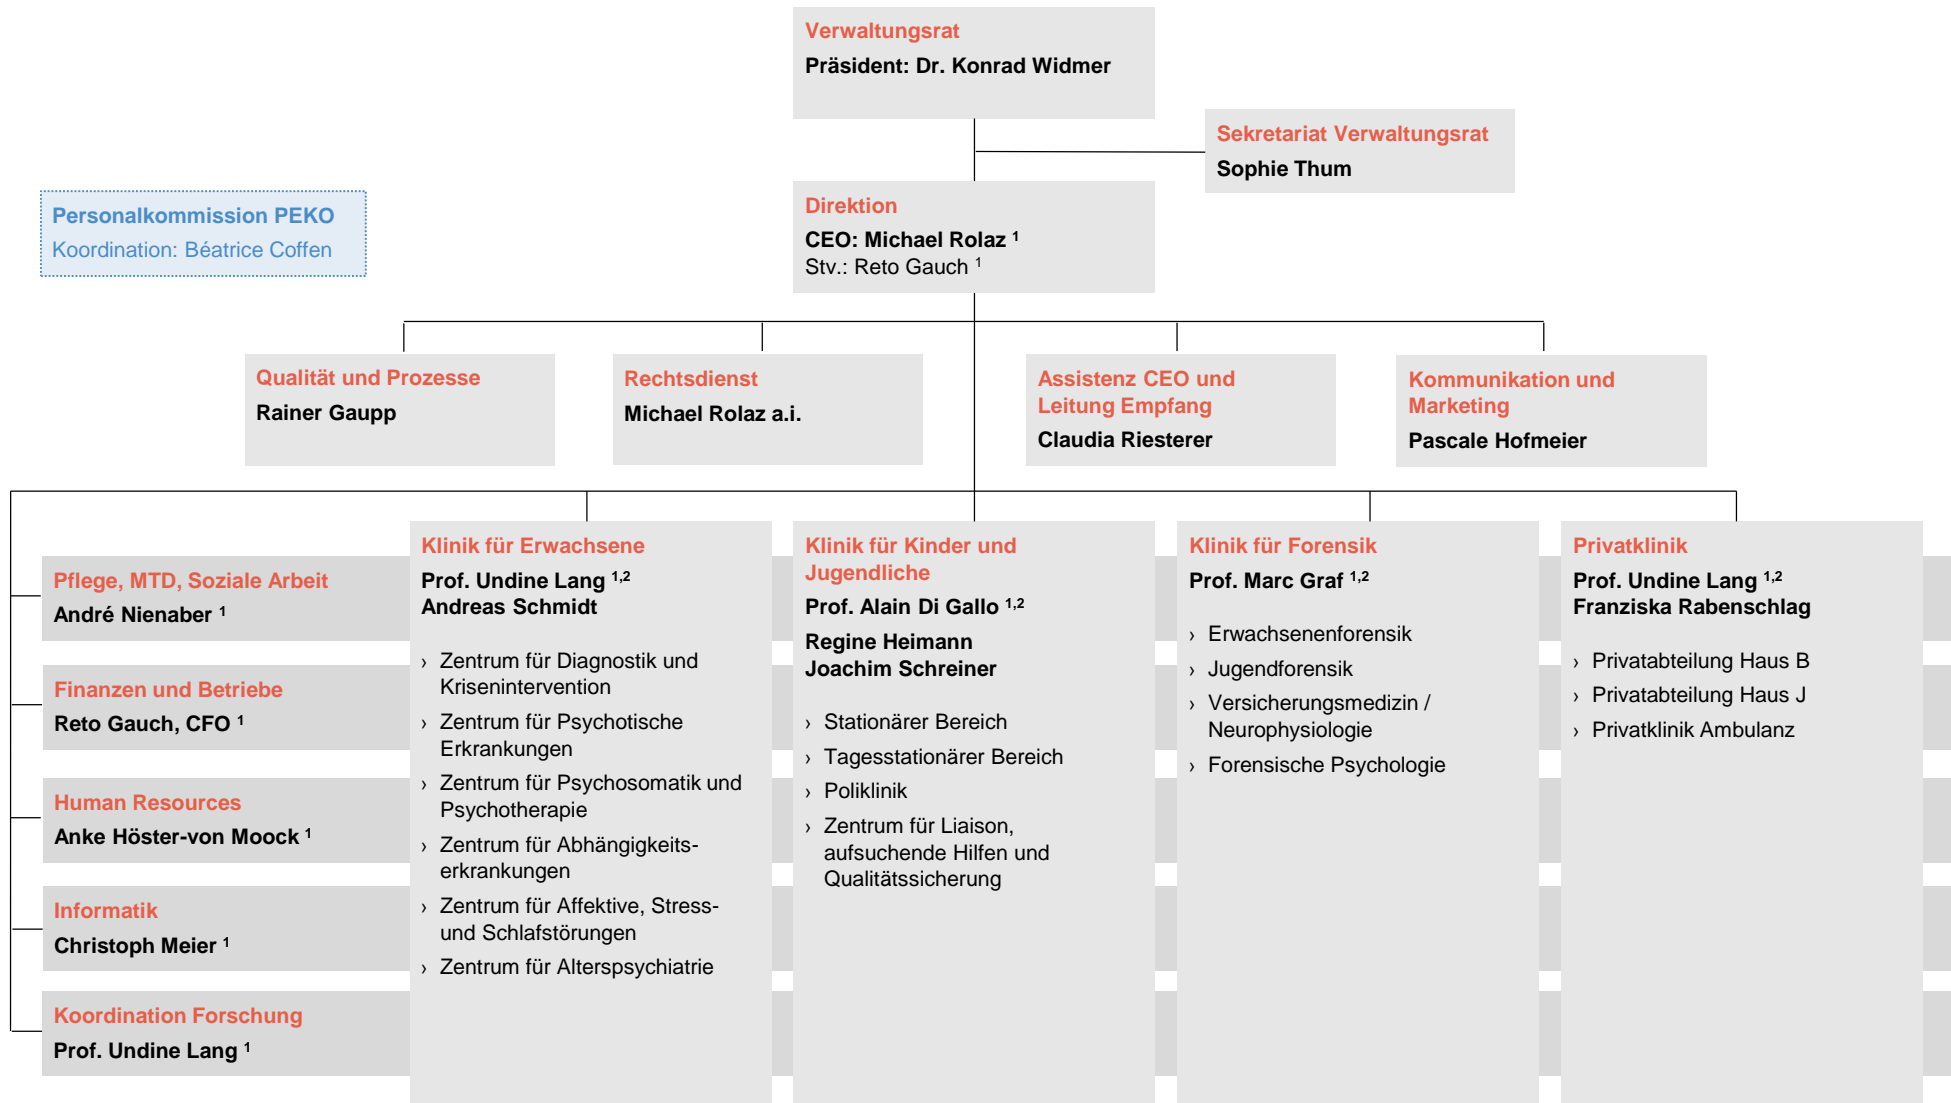 Verwaltungsrat
Präsident: Dr. Konrad Widmer
Sekretariat Verwaltungsrat
Sophie Thum
Personalkommission PEKO
Koordination: Béatrice Coffen
Direktion
CEO: Michael Rolaz ¹
Stv.: Reto Gauch ¹
Qualität und Prozesse
Rainer Gaupp
Rechtsdienst
Michael Rolaz a.i.
Assistenz CEO und
Leitung Empfang
Claudia Riesterer
Kommunikation und
Marketing
Pascale Hofmeier
Pflege, MTD, Soziale Arbeit
André Nienaber ¹
Finanzen und Betriebe
Reto Gauch, CFO ¹
Human Resources
Anke Höster-von Moock ¹
Informatik
Christoph Meier ¹
Koordination Forschung
Prof. Undine Lang ¹
Klinik für Erwachsene
Prof. Undine Lang ¹,²
Andreas Schmidt
› Zentrum für Diagnostik und
Krisenintervention
› Zentrum für Psychotische
Erkrankungen
› Zentrum für Psychosomatik und
Psychotherapie
› Zentrum für Abhängigkeits-
erkrankungen
› Zentrum für Affektive, Stress-
und Schlafstörungen
› Zentrum für Alterspsychiatrie
Klinik für Kinder und
Jugendliche
Prof. Alain Di Gallo ¹,²
Regine Heimann
Joachim Schreiner
› Stationärer Bereich
› Tagesstationärer Bereich
› Poliklinik
› Zentrum für Liaison,
aufsuchende Hilfen und
Qualitätssicherung
Klinik für Forensik
Prof. Marc Graf ¹,²
› Erwachsenenforensik
› Jugendforensik
› Versicherungsmedizin /
Neurophysiologie
› Forensische Psychologie
Privatklinik
Prof. Undine Lang ¹,²
Franziska Rabenschlag
› Privatabteilung Haus B
› Privatabteilung Haus J
› Privatklinik Ambulanz